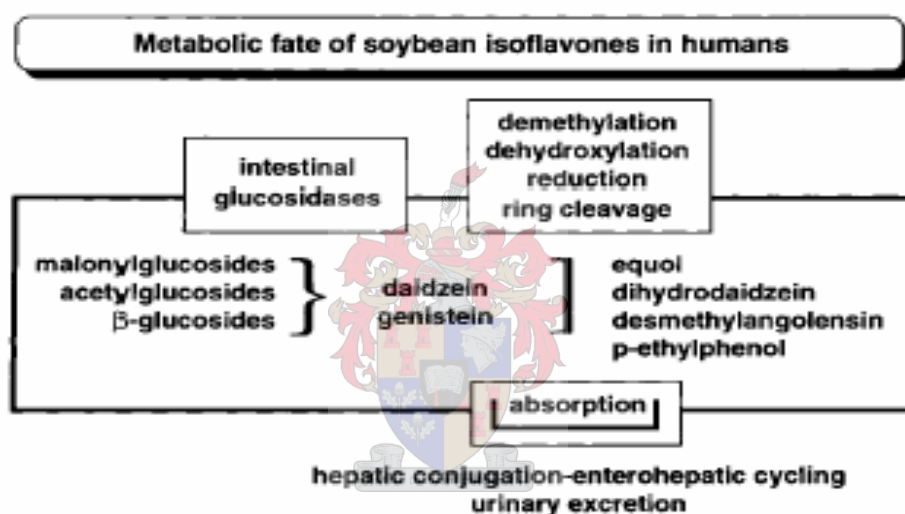 Metabolic fate of soybean isoflavones in humans
intestinal
glucosidases
demethylation
dehydroxylation
reduction
ring cleavage
malonylglucosides
acetylglucosides
β-glucosides
daidzein
genistein
equol
dihydrodaidzein
desmethylangolensin
p-ethylphenol
absorption
hepatic conjugation-enterohepatic cycling
urinary excretion